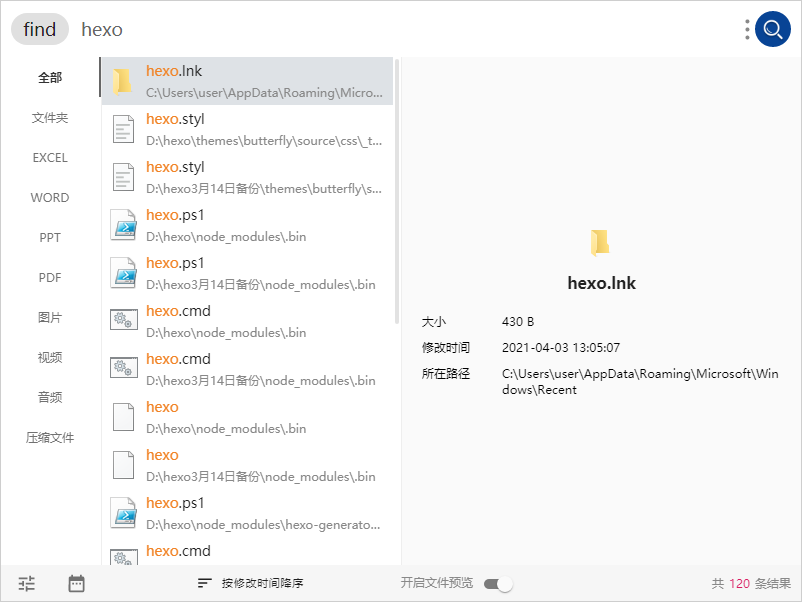 find hexo
全部
文件夹
EXCEL
WORD
PPT
PDF
图片
视频
音频
压缩文件
hexo.lnk
C:\Users\user\AppData\Roaming\Micro...
hexo.styl
D:\hexo\themes\butterfly\source\css\_t...
hexo.styl
D:\hexo3月14日备份\themes\butterfly\s...
hexo.ps1
D:\hexo\node_modules\.bin
hexo.ps1
D:\hexo3月14日备份\node_modules\.bin
hexo.cmd
D:\hexo\node_modules\.bin
hexo.cmd
D:\hexo3月14日备份\node_modules\.bin
hexo
D:\hexo\node_modules\.bin
hexo
D:\hexo3月14日备份\node_modules\.bin
hexo.ps1
D:\hexo\node_modules\hexo-generato...
hexo.cmd
hexo.lnk
大小 430 B
修改时间 2021-04-03 13:05:07
所在路径 C:\Users\user\AppData\Roaming\Microsoft\Win
dows\Recent
按修改时间降序
开启文件预览
共 120 条结果